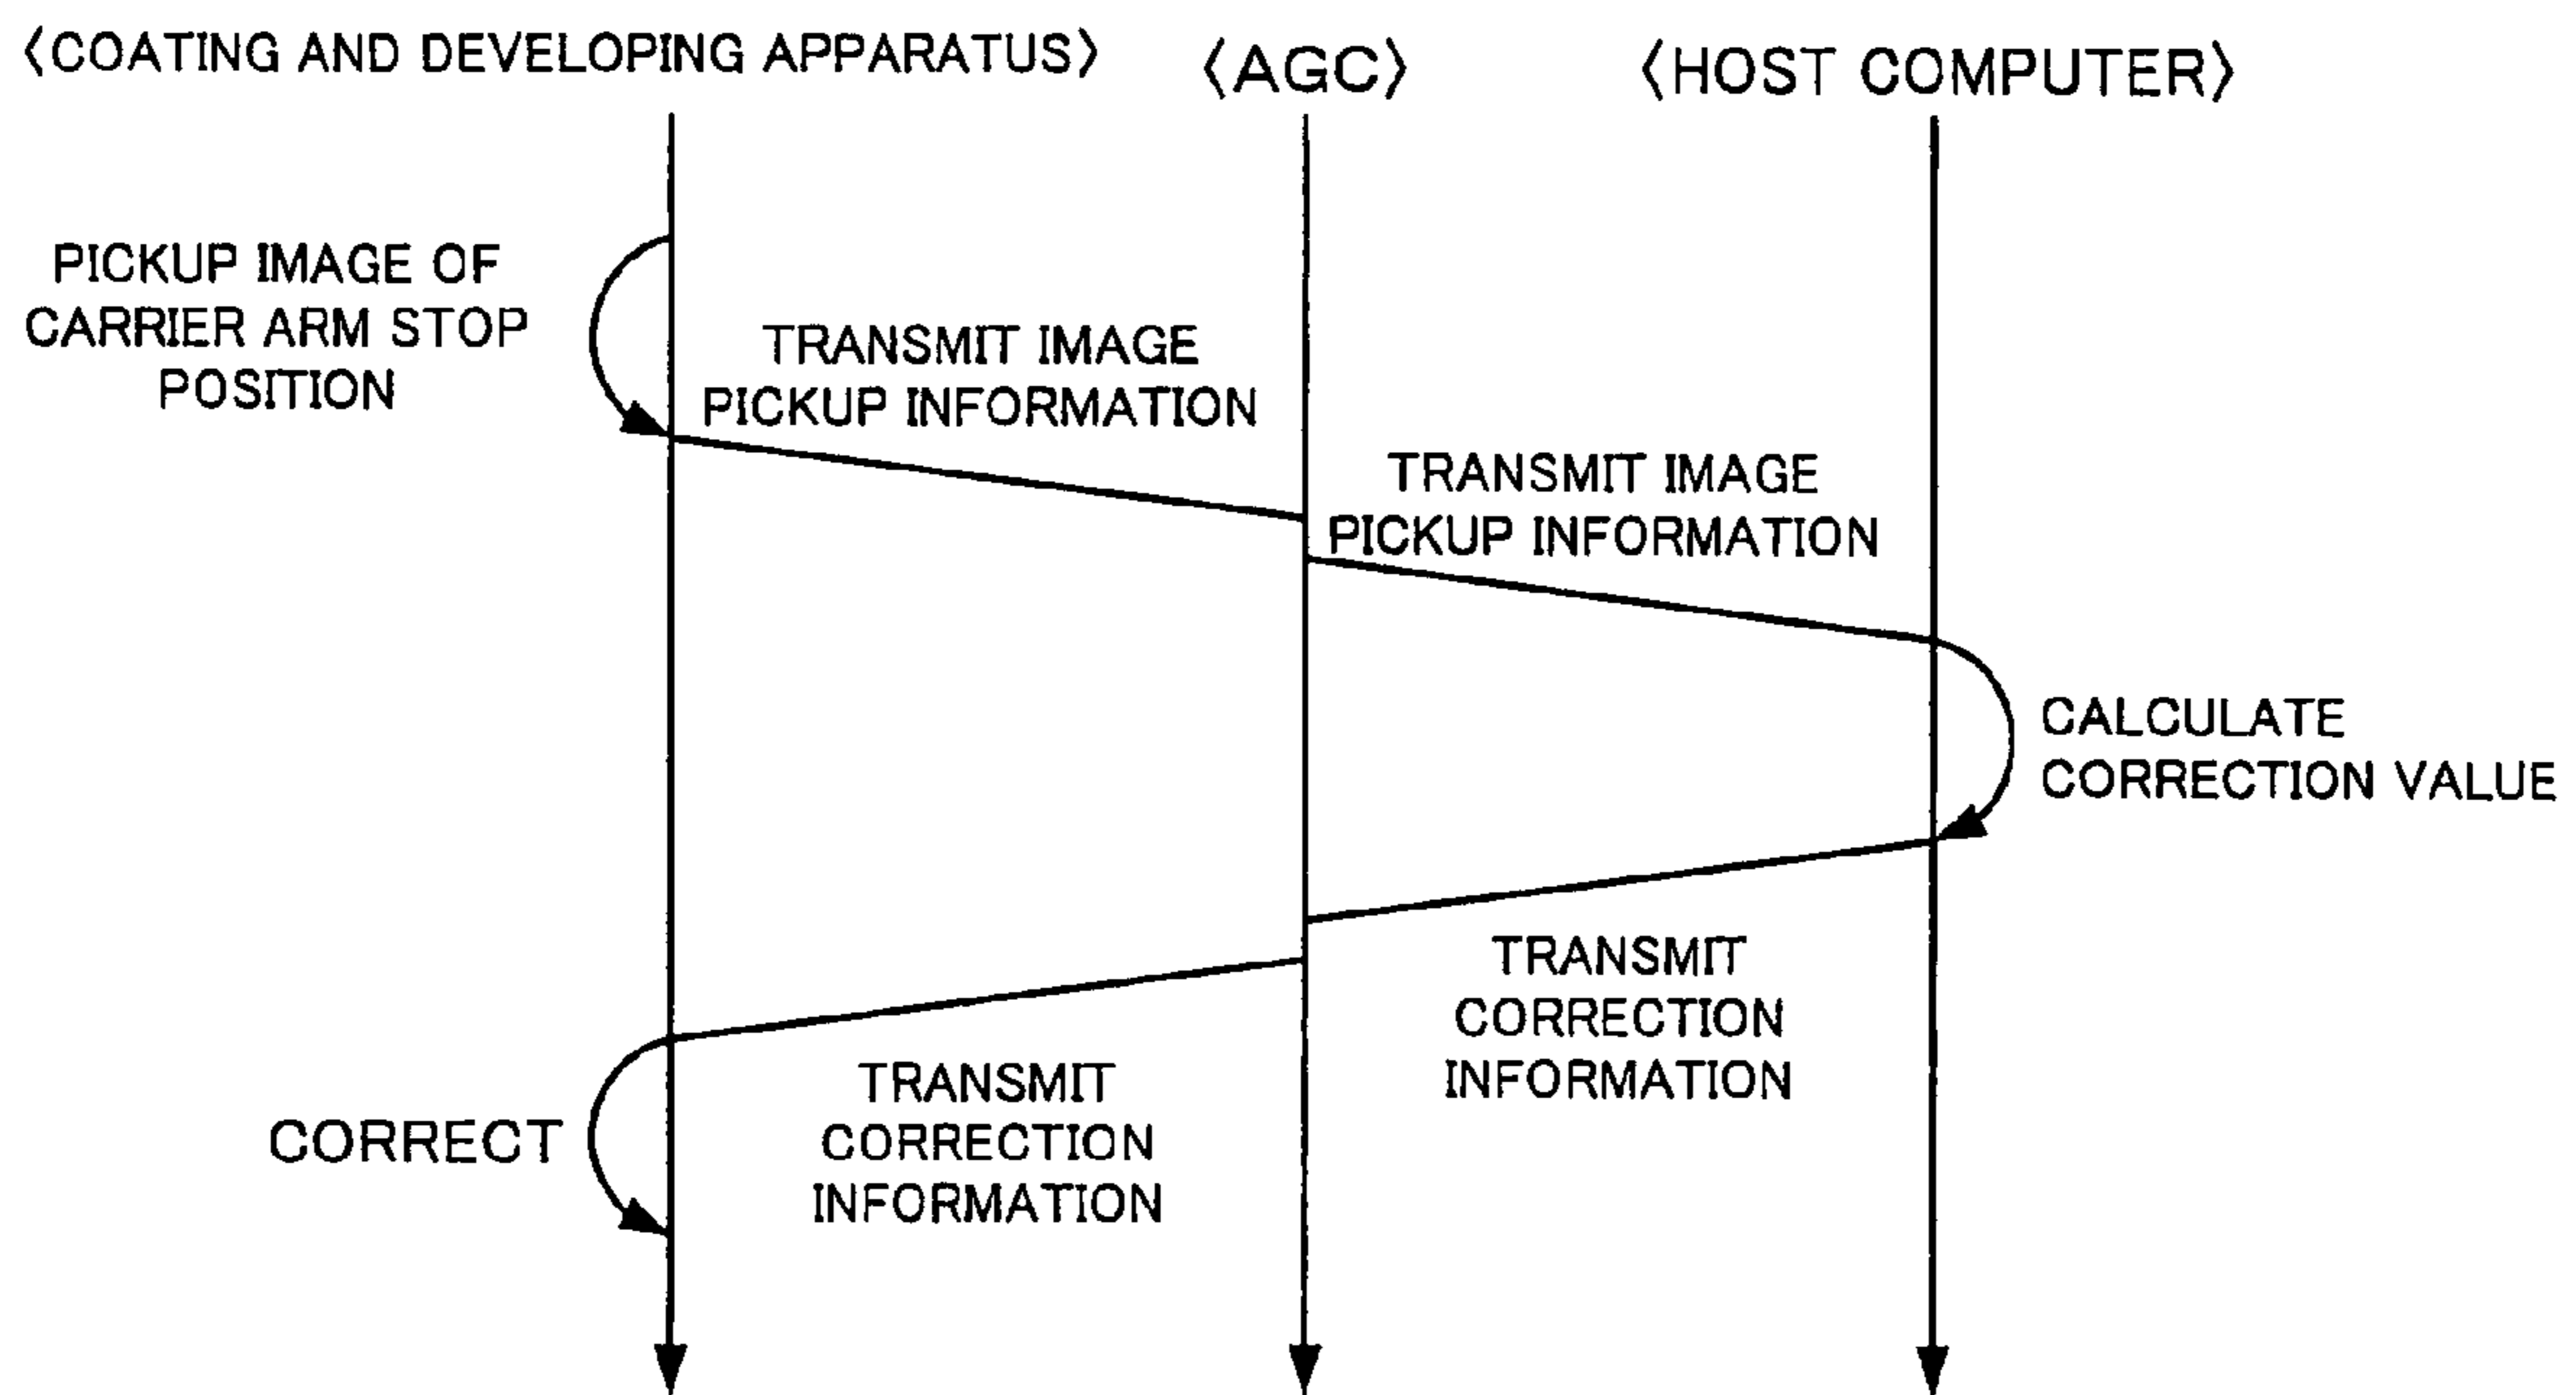 〈COATING AND DEVELOPING APPARATUS〉
〈AGC〉
〈HOST COMPUTER〉
PICKUP IMAGE OF
CARRIER ARM STOP
POSITION
TRANSMIT IMAGE
PICKUP INFORMATION
TRANSMIT IMAGE
PICKUP INFORMATION
CALCULATE
CORRECTION VALUE
TRANSMIT
CORRECTION
INFORMATION
TRANSMIT
CORRECTION
INFORMATION
CORRECT